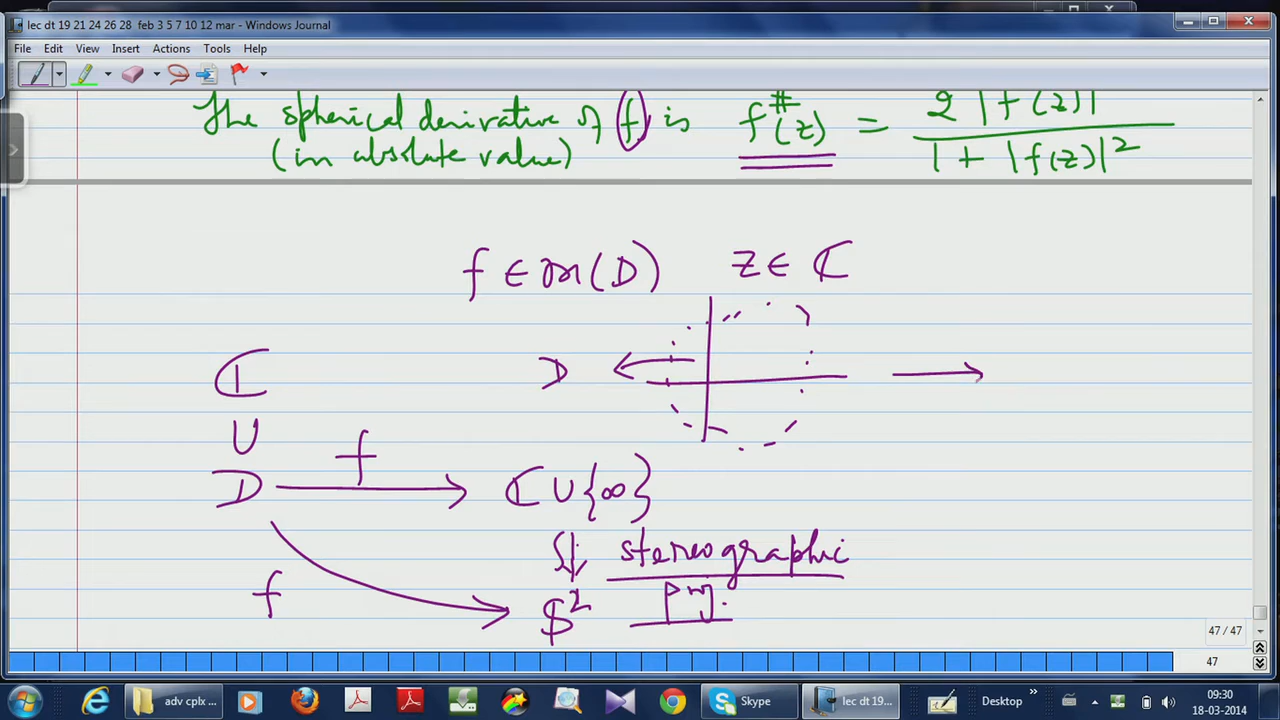 lec dt 19 21 24 26 28 feb 3 5 7 10 12 mar - Windows Journal
File Edit View Insert Actions Tools Help
The spherical derivative of (f) is f#(z) = 2 |f(z)|
(in absolute value) 1 + |f(z)|²
f ∈ m(D) z ∈ ℂ
ℂ D
∪ f
D ℂ ∪ {∞}
stereographic
f $² proj.
47 / 47
47
adv cplx ... Skype lec dt 19... Desktop » 09:30
18-03-2014